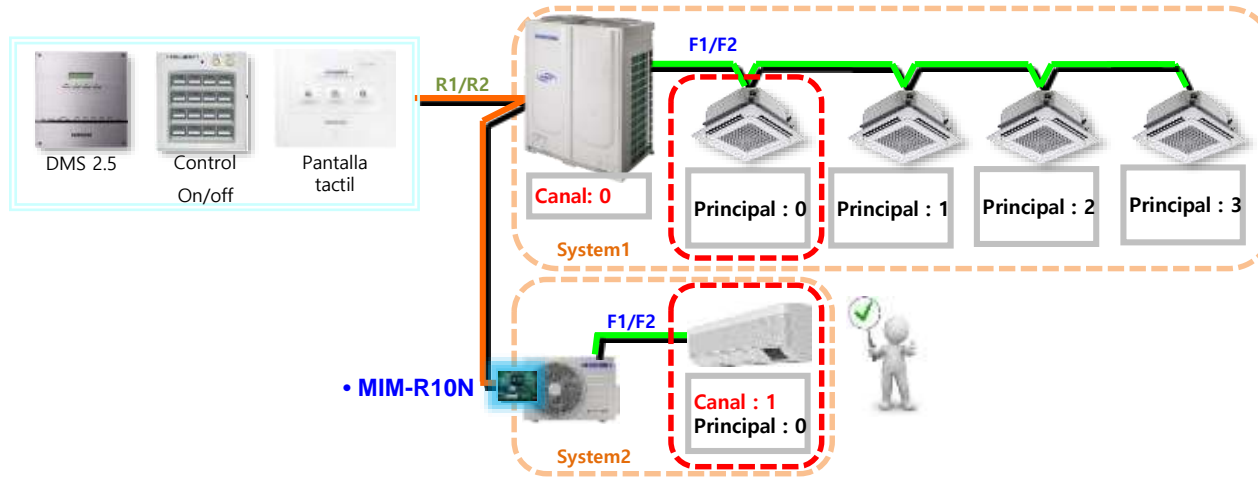 DMS 2.5
Control
On/off
Pantalla
tactil
R1/R2
F1/F2
Canal: 0
Principal : 0
Principal : 1
Principal : 2
Principal : 3
System1
F1/F2
• MIM-R10N
Canal : 1
Principal : 0
System2